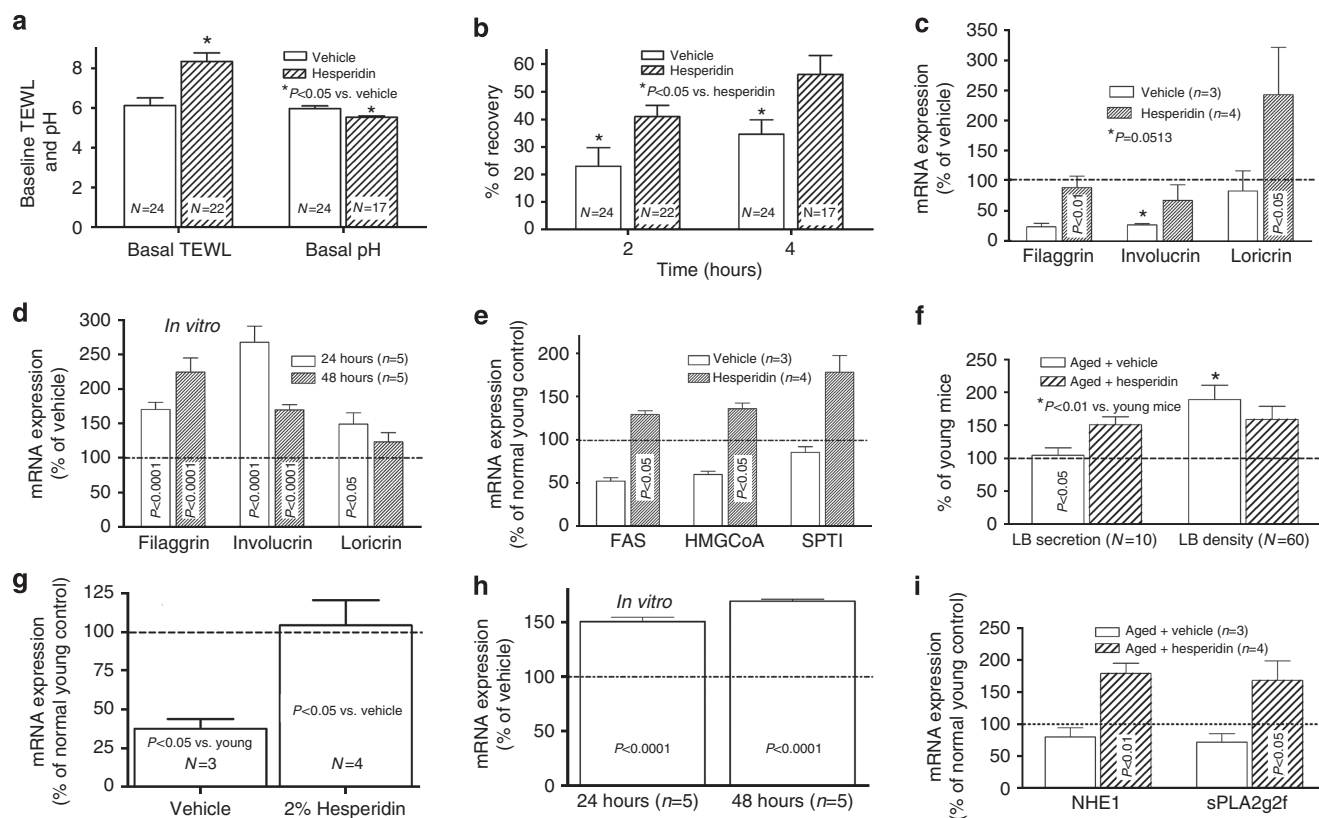 a
Baseline TEWL
and pH
8
6
4
2
0
*
Vehicle
Hesperidin
*P<0.05 vs. vehicle
*
N=24
N=22
N=24
N=17
Basal TEWL
Basal pH
b
% of recovery
60
50
40
30
20
10
0
Vehicle
Hesperidin
*P<0.05 vs. hesperidin
*
*
N=24
N=22
N=24
N=17
2
4
Time (hours)
c
mRNA expression
(% of vehicle)
350
300
250
200
150
100
50
0
Vehicle (n=3)
Hesperidin (n=4)
*P=0.0513
*
P<0.01
P<0.05
Filaggrin
Involucrin
Loricrin
d
mRNA expression
(% of vehicle)
300
250
200
150
100
50
0
In vitro
24 hours (n=5)
48 hours (n=5)
P<0.0001
P<0.0001
P<0.0001
P<0.0001
P<0.05
Filaggrin
Involucrin
Loricrin
e
mRNA expression
(% of normal young control)
200
150
100
50
0
Vehicle (n=3)
Hesperidin (n=4)
P<0.05
P<0.05
FAS
HMGCoA
SPTI
f
% of young mice
250
200
150
100
50
0
Aged + vehicle
Aged + hesperidin
*P<0.01 vs. young mice
*
P<0.05
LB secretion (N=10)
LB density (N=60)
g
mRNA expression
(% of normal young control)
125
100
75
50
25
0
P<0.05 vs. young
N=3
P<0.05 vs. vehicle
N=4
Vehicle
2% Hesperidin
h
mRNA expression
(% of vehicle)
150
100
50
0
In vitro
P<0.0001
P<0.0001
24 hours (n=5)
48 hours (n=5)
i
mRNA expression
(% of normal young control)
250
200
150
100
50
0
Aged + vehicle (n=3)
Aged + hesperidin (n=4)
P<0.01
P<0.05
NHE1
sPLA2g2f